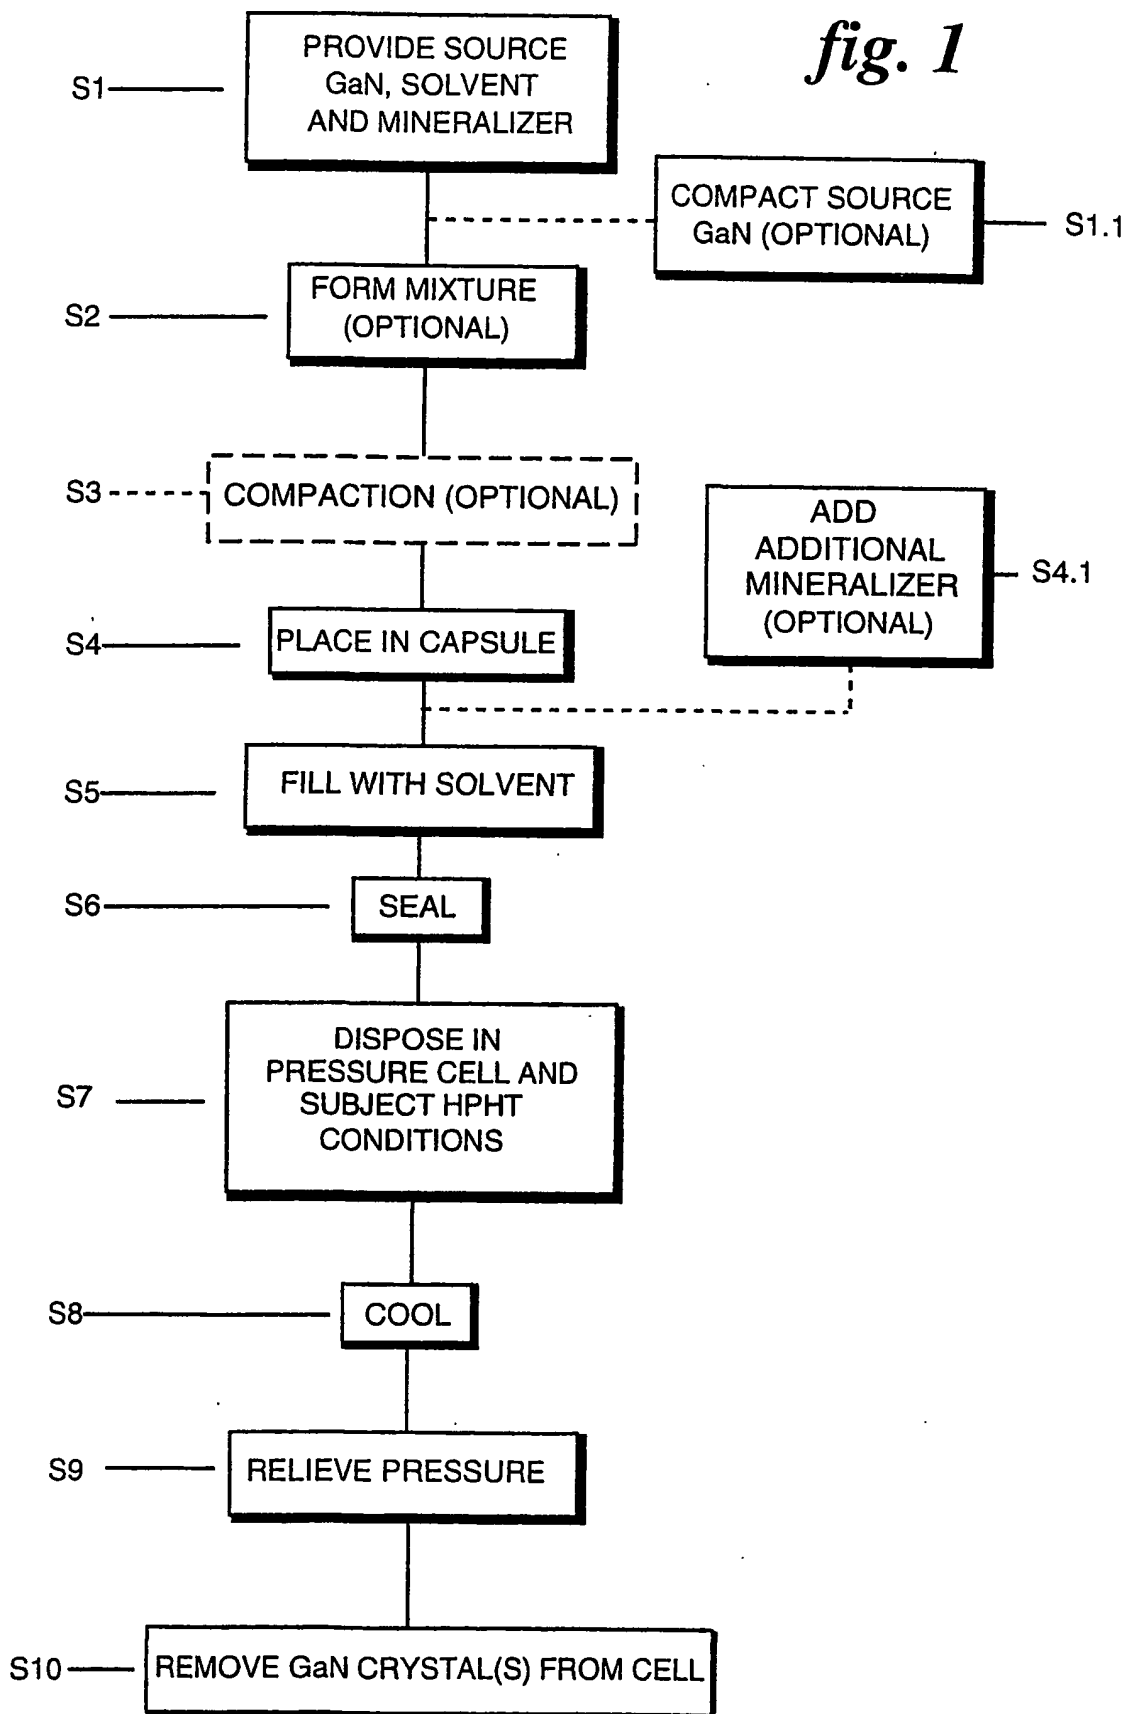 fig. 1
S1
PROVIDE SOURCE
GaN, SOLVENT
AND MINERALIZER
COMPACT SOURCE
GaN (OPTIONAL)
S1.1
S2
FORM MIXTURE
(OPTIONAL)
S3
COMPACTION (OPTIONAL)
ADD
ADDITIONAL
MINERALIZER
(OPTIONAL)
S4.1
S4
PLACE IN CAPSULE
S5
FILL WITH SOLVENT
S6
SEAL
S7
DISPOSE IN
PRESSURE CELL AND
SUBJECT HPHT
CONDITIONS
S8
COOL
S9
RELIEVE PRESSURE
S10
REMOVE GaN CRYSTAL(S) FROM CELL